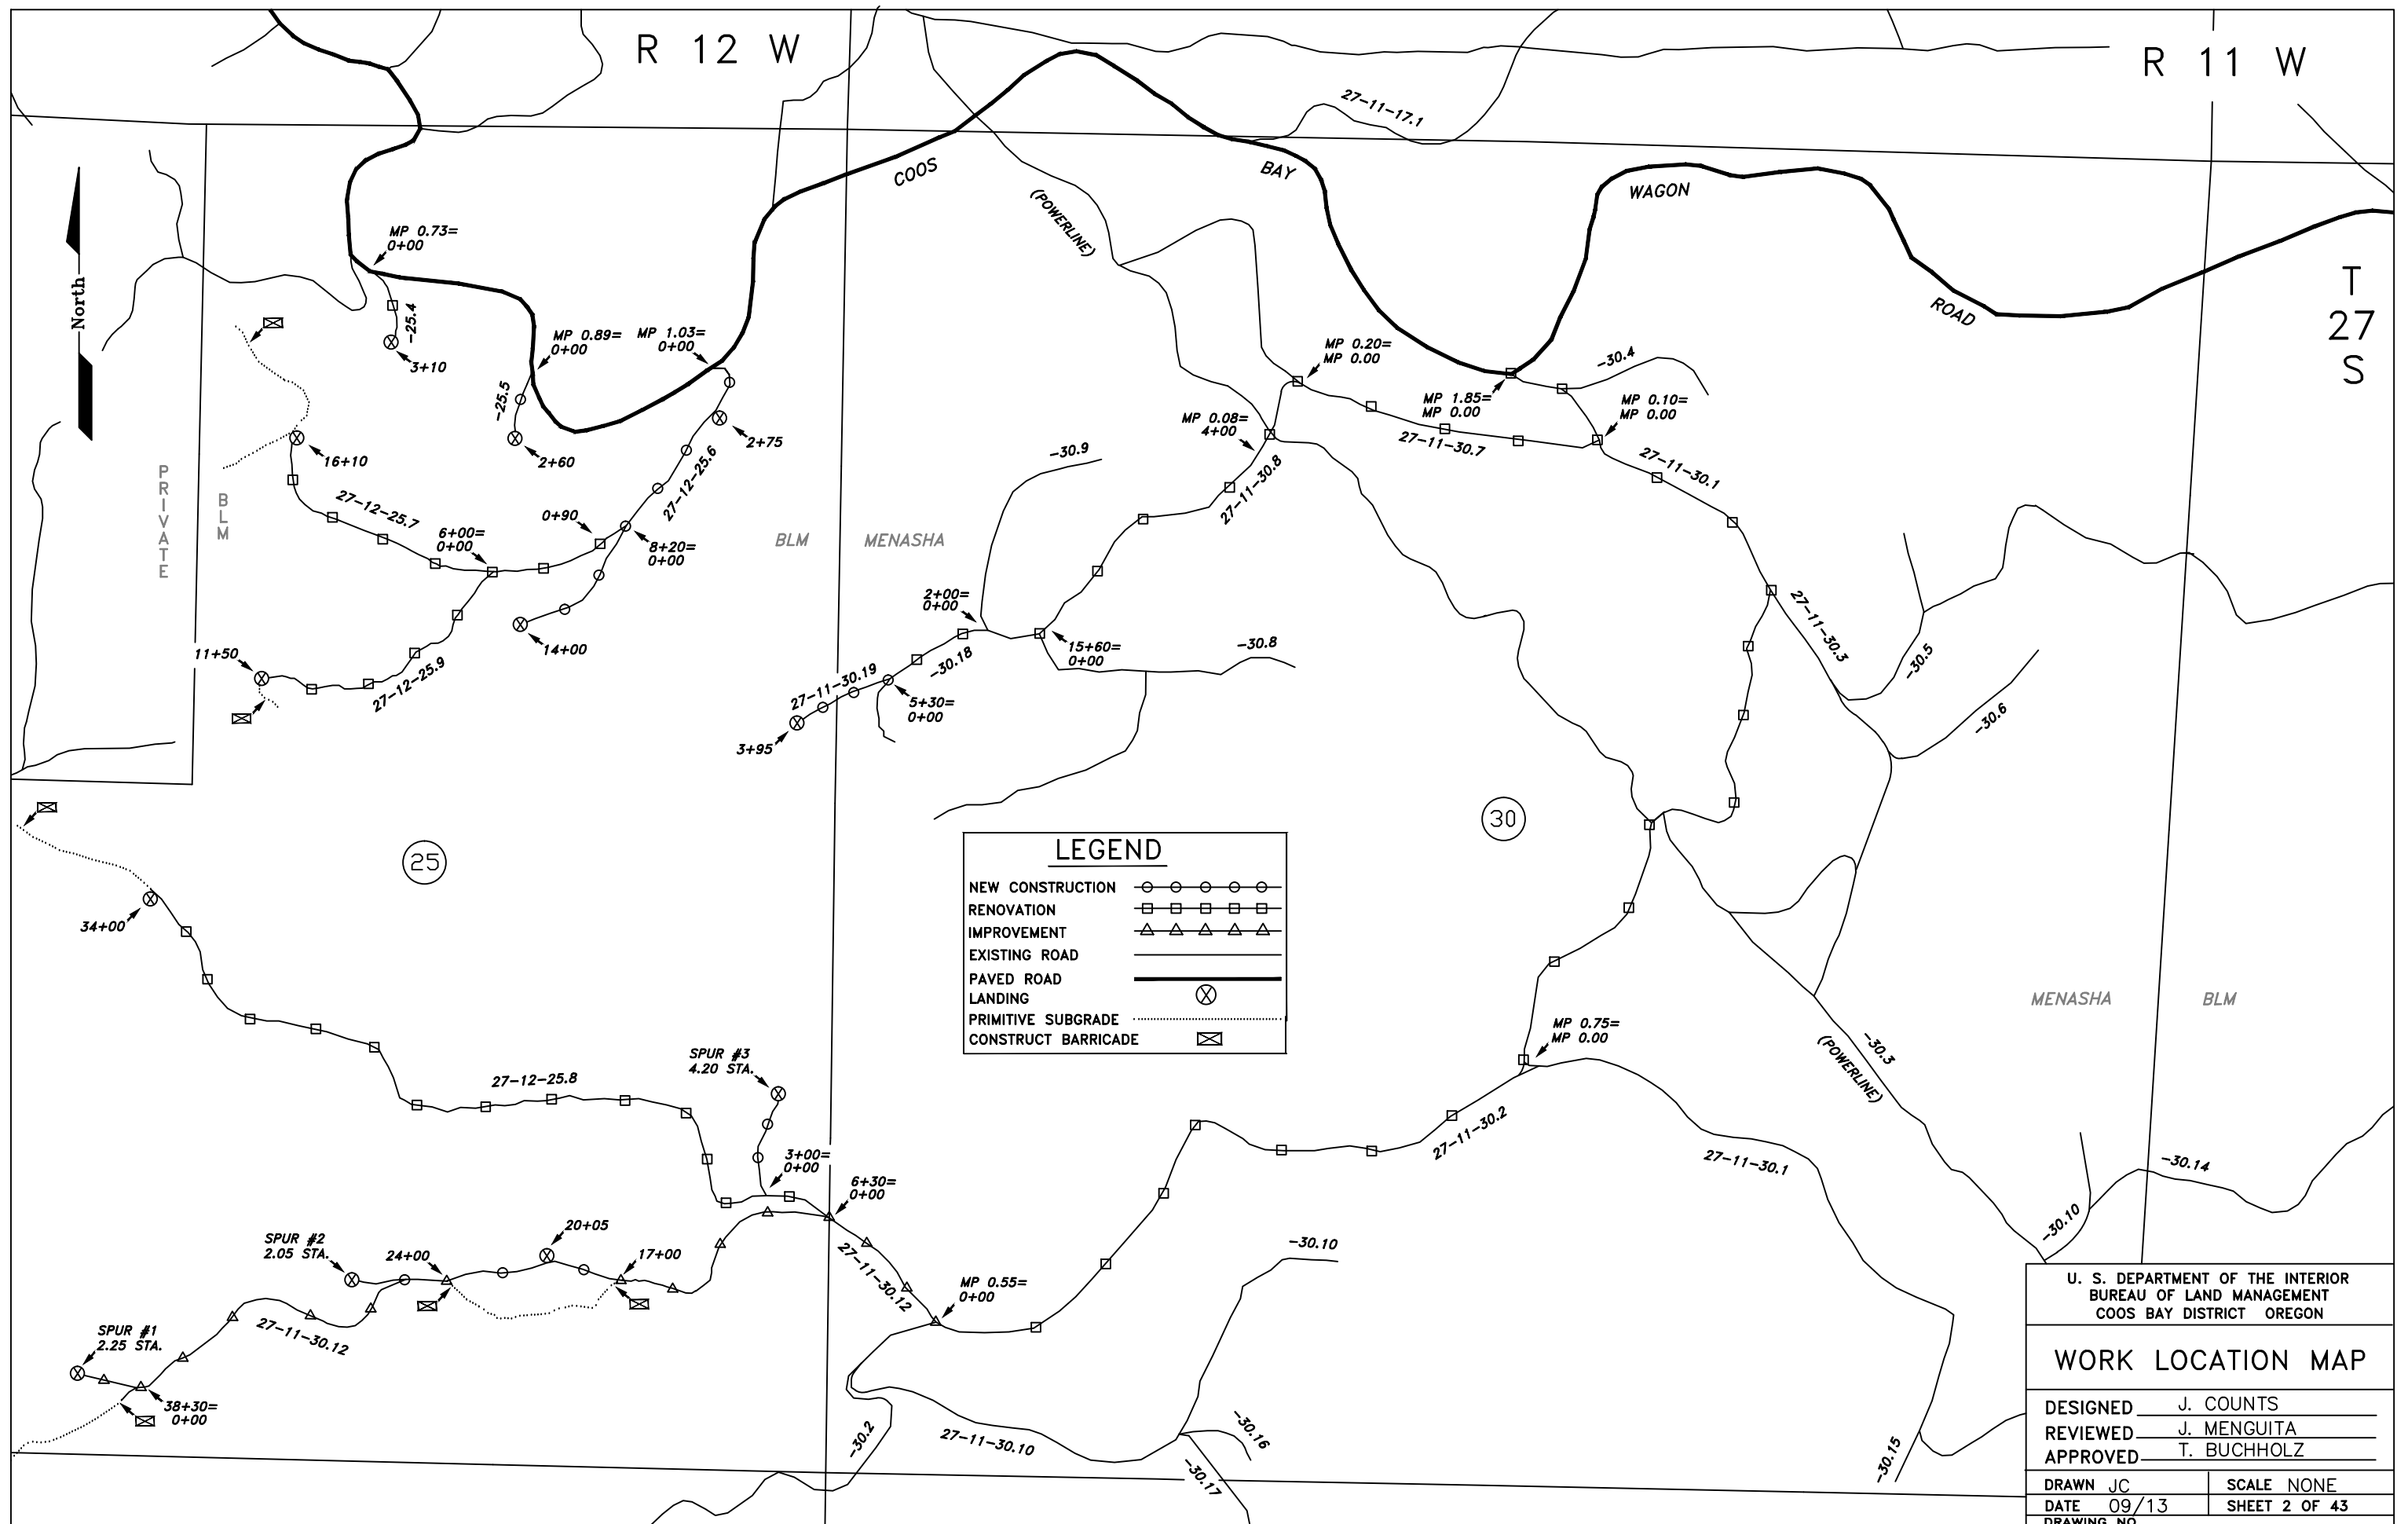 R 12 W
R 11 W
27-11-17.1
COOS
BAY
WAGON
ROAD
(POWERLINE)
T
27
S
North
MP 0.73=
0+00
-25.4
3+10
MP 0.89=
0+00
MP 1.03=
0+00
-25.5
2+60
2+75
27-12-25.6
16+10
27-12-25.7
PRIVATE
BLM
6+00=
0+00
0+90
8+20=
0+00
14+00
11+50
27-12-25.9
BLM
MENASHA
MP 0.20=
MP 0.00
MP 0.08=
4+00
MP 1.85=
MP 0.00
-30.4
MP 0.10=
MP 0.00
27-11-30.7
27-11-30.1
-30.9
27-11-30.8
2+00=
0+00
15+60=
0+00
-30.8
-30.18
27-11-30.19
5+30=
0+00
3+95
27-11-30.3
-30.5
-30.6
25
30
34+00
LEGEND
NEW CONSTRUCTION
RENOVATION
IMPROVEMENT
EXISTING ROAD
PAVED ROAD
LANDING
PRIMITIVE SUBGRADE
CONSTRUCT BARRICADE
MENASHA
BLM
MP 0.75=
MP 0.00
-30.3
(POWERLINE)
27-12-25.8
SPUR #3
4.20 STA.
3+00=
0+00
6+30=
0+00
27-11-30.2
27-11-30.1
-30.14
-30.10
20+05
SPUR #2
2.05 STA.
24+00
17+00
27-11-30.12
MP 0.55=
0+00
-30.10
27-11-30.12
SPUR #1
2.25 STA.
38+30=
0+00
-30.2
27-11-30.10
-30.16
-30.17
-30.15
U. S. DEPARTMENT OF THE INTERIOR
BUREAU OF LAND MANAGEMENT
COOS BAY DISTRICT OREGON
WORK LOCATION MAP
DESIGNED J. COUNTS
REVIEWED J. MENGUITA
APPROVED T. BUCHHOLZ
DRAWN JC
SCALE NONE
DATE 09/13
SHEET 2 OF 43
DRAWING NO.